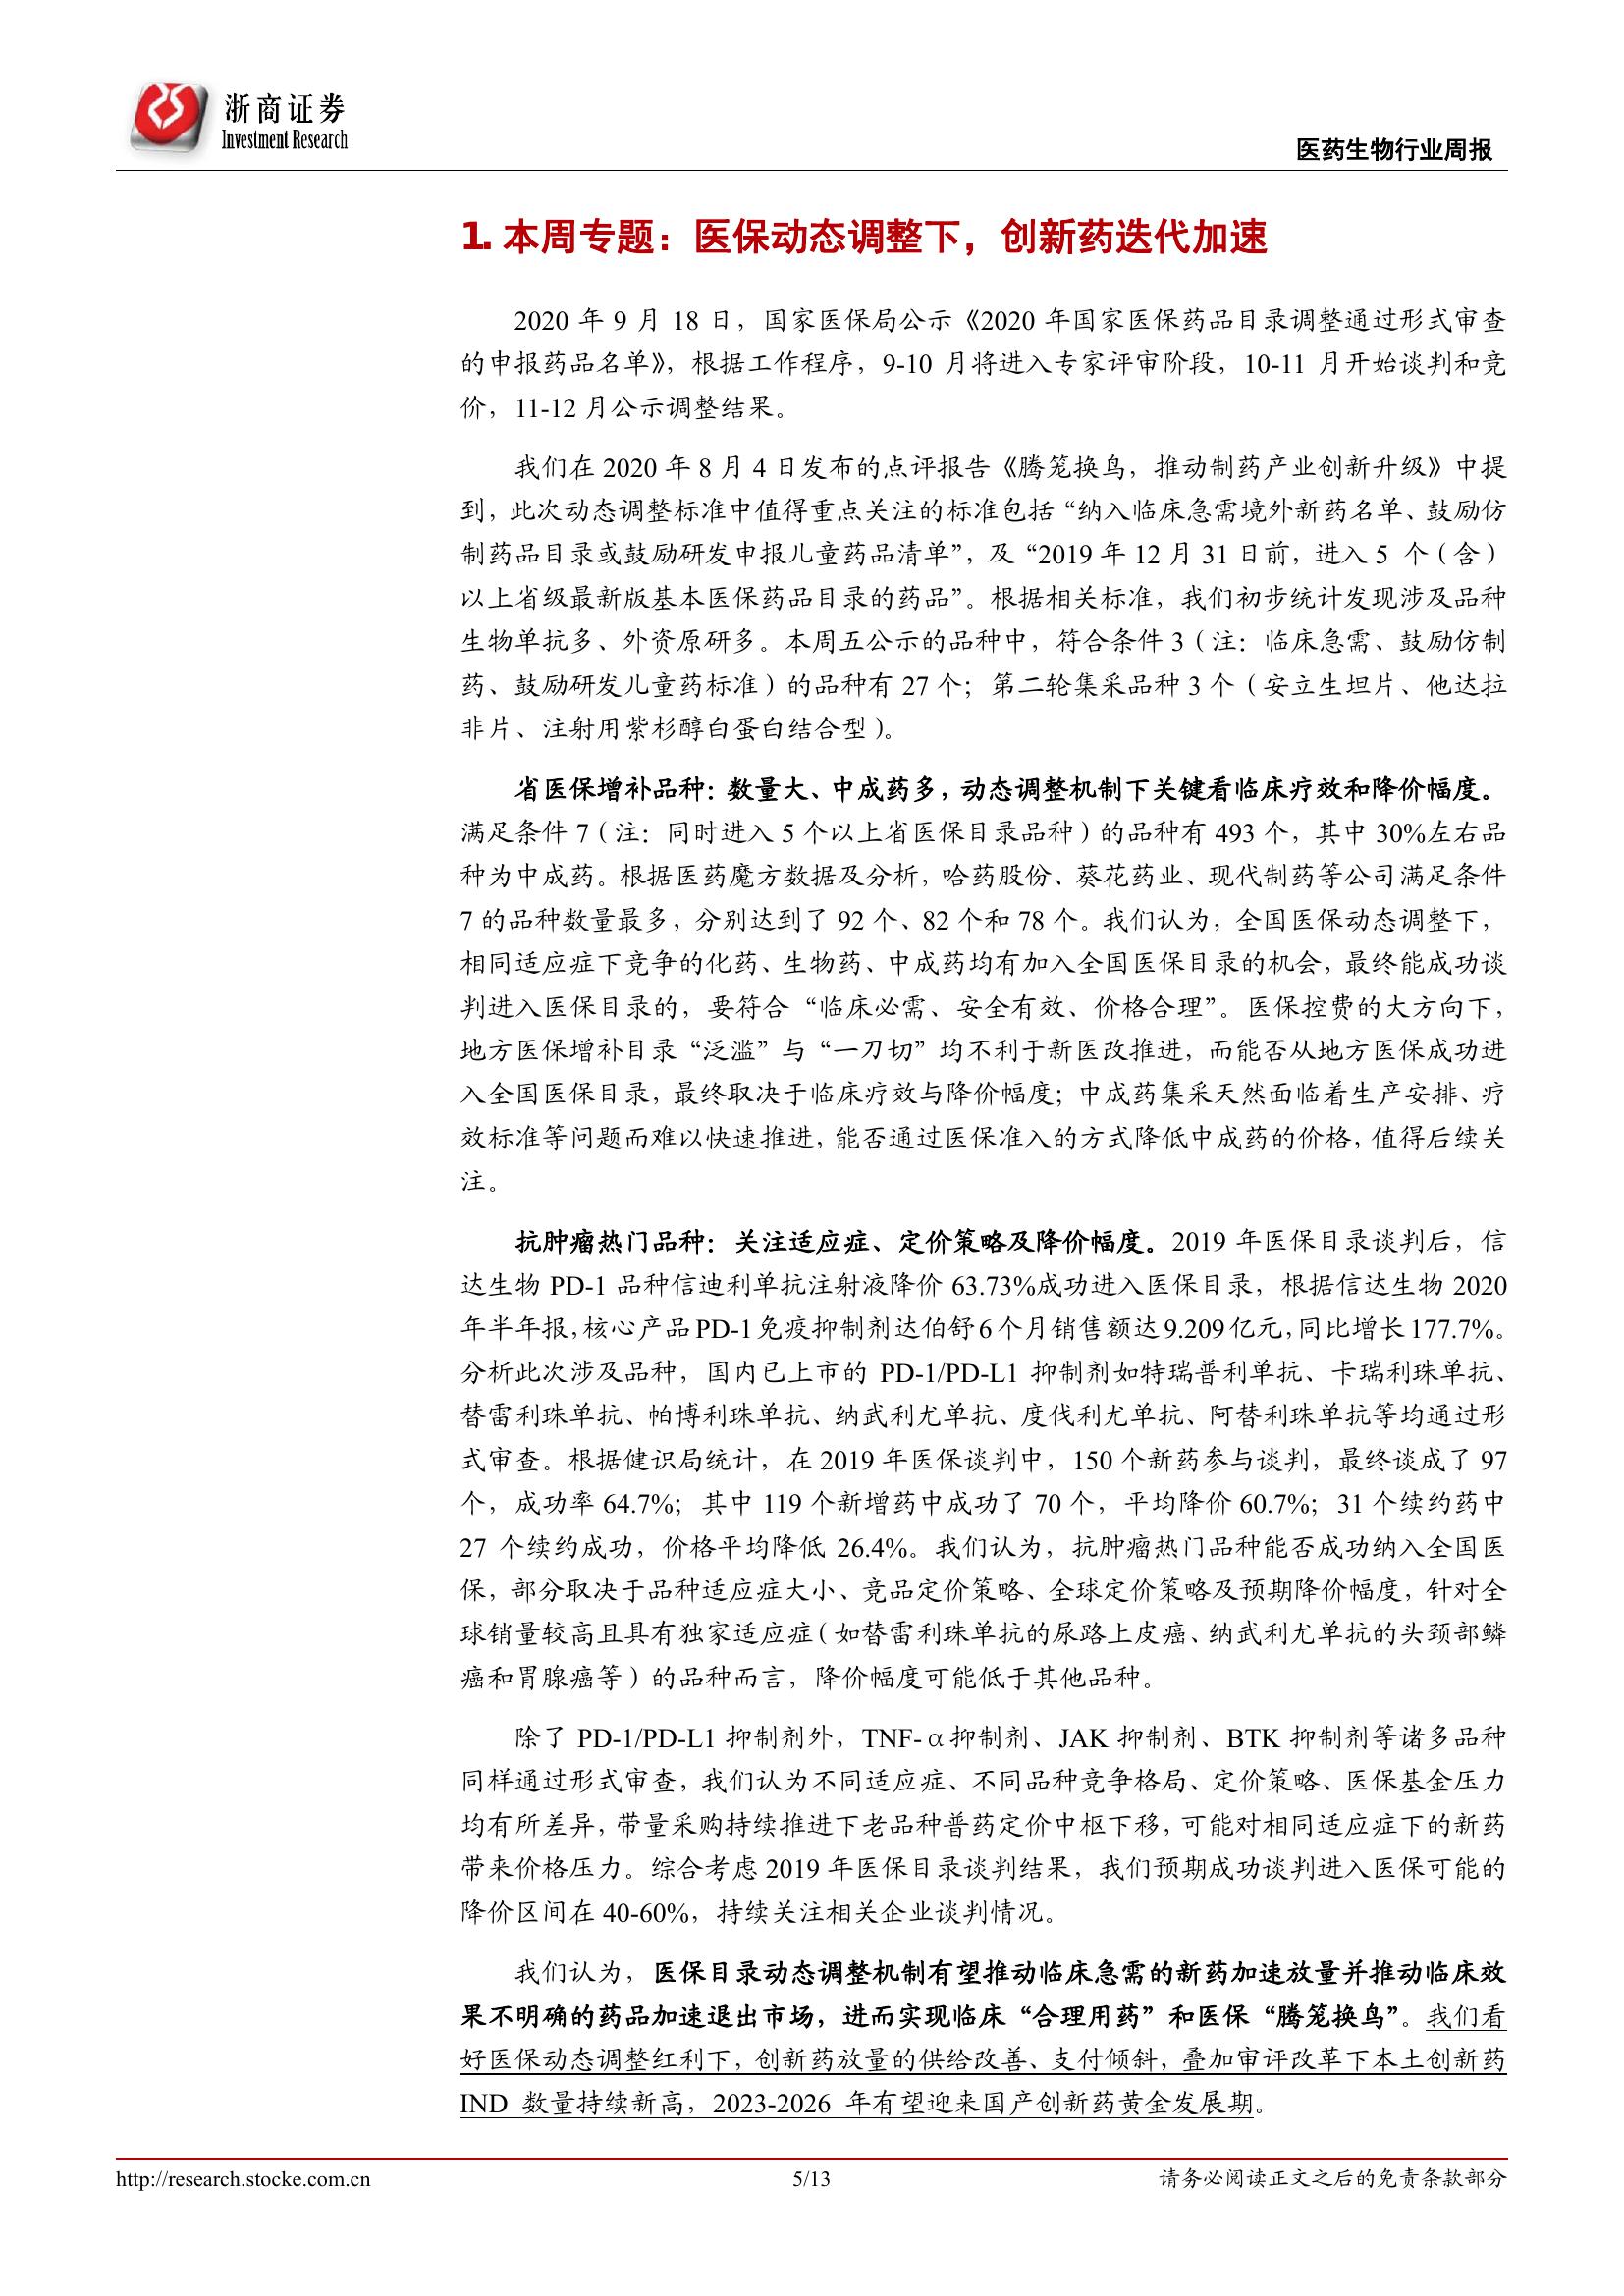 浙商证券
Investment Research
医药生物行业周报
1. 本周专题：医保动态调整下，创新药迭代加速
2020 年 9 月 18 日，国家医保局公示《2020 年国家医保药品目录调整通过形式审查
的申报药品名单》，根据工作程序，9-10 月将进入专家评审阶段，10-11 月开始谈判和竞
价，11-12 月公示调整结果。
我们在 2020 年 8 月 4 日发布的点评报告《腾笼换鸟，推动制药产业创新升级》中提
到，此次动态调整标准中值得重点关注的标准包括“纳入临床急需境外新药名单、鼓励仿
制药品目录或鼓励研发申报儿童药品清单”，及“2019 年 12 月 31 日前，进入 5 个（含）
以上省级最新版基本医保药品目录的药品”。根据相关标准，我们初步统计发现涉及品种
生物单抗多、外资原研多。本周五公示的品种中，符合条件 3（注：临床急需、鼓励仿制
药、鼓励研发儿童药标准）的品种有 27 个；第二轮集采品种 3 个（安立生坦片、他达拉
非片、注射用紫杉醇白蛋白结合型）。
省医保增补品种：数量大、中成药多，动态调整机制下关键看临床疗效和降价幅度。
满足条件 7（注：同时进入 5 个以上省医保目录品种）的品种有 493 个，其中 30%左右品
种为中成药。根据医药魔方数据及分析，哈药股份、葵花药业、现代制药等公司满足条件
7 的品种数量最多，分别达到了 92 个、82 个和 78 个。我们认为，全国医保动态调整下，
相同适应症下竞争的化药、生物药、中成药均有加入全国医保目录的机会，最终能成功谈
判进入医保目录的，要符合“临床必需、安全有效、价格合理”。医保控费的大方向下，
地方医保增补目录“泛滥”与“一刀切”均不利于新医改推进，而能否从地方医保成功进
入全国医保目录，最终取决于临床疗效与降价幅度；中成药集采天然面临着生产安排、疗
效标准等问题而难以快速推进，能否通过医保准入的方式降低中成药的价格，值得后续关
注。
抗肿瘤热门品种：关注适应症、定价策略及降价幅度。2019 年医保目录谈判后，信
达生物 PD-1 品种信迪利单抗注射液降价 63.73%成功进入医保目录，根据信达生物 2020
年半年报，核心产品 PD-1 免疫抑制剂达伯舒 6 个月销售额达 9.209 亿元，同比增长 177.7%。
分析此次涉及品种，国内已上市的 PD-1/PD-L1 抑制剂如特瑞普利单抗、卡瑞利珠单抗、
替雷利珠单抗、帕博利珠单抗、纳武利尤单抗、度伐利尤单抗、阿替利珠单抗等均通过形
式审查。根据健识局统计，在 2019 年医保谈判中，150 个新药参与谈判，最终谈成了 97
个，成功率 64.7%；其中 119 个新增药中成功了 70 个，平均降价 60.7%；31 个续约药中
27 个续约成功，价格平均降低 26.4%。我们认为，抗肿瘤热门品种能否成功纳入全国医
保，部分取决于品种适应症大小、竞品定价策略、全球定价策略及预期降价幅度，针对全
球销量较高且具有独家适应症（如替雷利珠单抗的尿路上皮癌、纳武利尤单抗的头颈部鳞
癌和胃腺癌等）的品种而言，降价幅度可能低于其他品种。
除了 PD-1/PD-L1 抑制剂外，TNF-α抑制剂、JAK 抑制剂、BTK 抑制剂等诸多品种
同样通过形式审查，我们认为不同适应症、不同品种竞争格局、定价策略、医保基金压力
均有所差异，带量采购持续推进下老品种普药定价中枢下移，可能对相同适应症下的新药
带来价格压力。综合考虑 2019 年医保目录谈判结果，我们预期成功谈判进入医保可能的
降价区间在 40-60%，持续关注相关企业谈判情况。
我们认为，医保目录动态调整机制有望推动临床急需的新药加速放量并推动临床效
果不明确的药品加速退出市场，进而实现临床“合理用药”和医保“腾笼换鸟”。我们看
好医保动态调整红利下，创新药放量的供给改善、支付倾斜，叠加审评改革下本土创新药
IND 数量持续新高，2023-2026 年有望迎来国产创新药黄金发展期。
http://research.stocke.com.cn
5/13
请务必阅读正文之后的免责条款部分